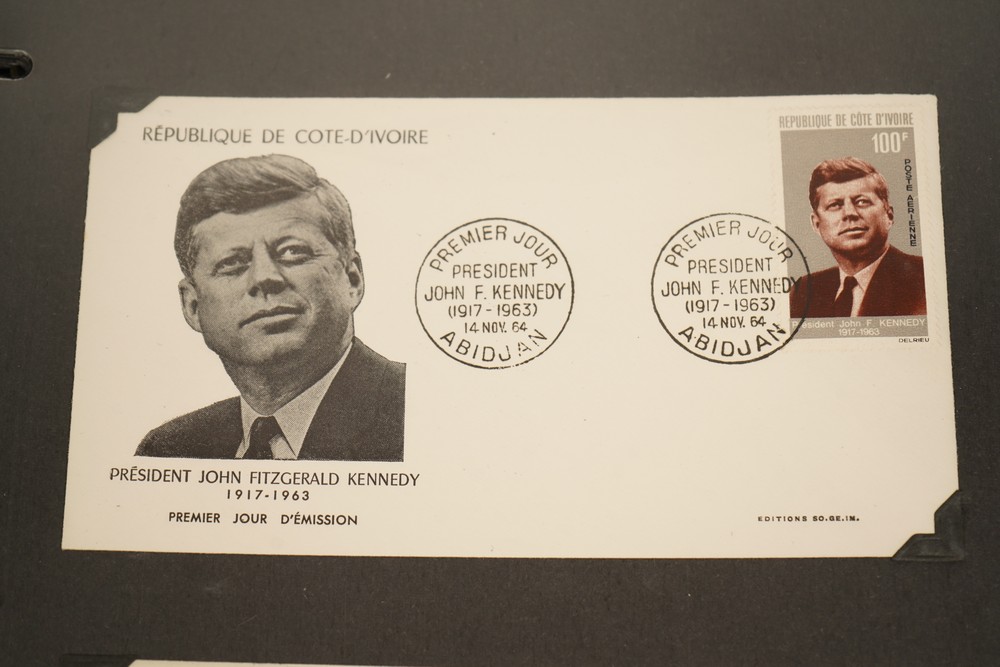 RÉPUBLIQUE DE COTE-D'IVOIRE
PRÉSIDENT JOHN FITZGERALD KENNEDY
1917-1963
PREMIER JOUR D'ÉMISSION
PREMIER JOUR
PRESIDENT
JOHN F. KENNEDY
(1917-1963)
14 NOV. 64
ABIDJAN
PREMIER JOUR
PRESIDENT
JOHN F. KENNEDY
(1917-1963)
14 NOV. 64
ABIDJAN
REPUBLIQUE DE CÔTE D'IVOIRE
100F
POSTE AERIENNE
Président John F. KENNEDY
1917-1963
DELRIEU
EDITIONS SO.GE.IM.